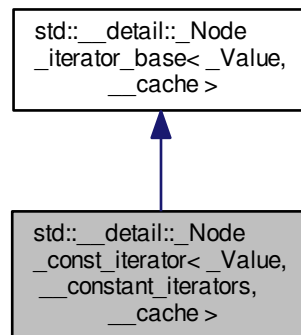 std::__detail::_Node
_iterator_base< _Value,
__cache >
std::__detail::_Node
_const_iterator< _Value,
__constant_iterators,
__cache >